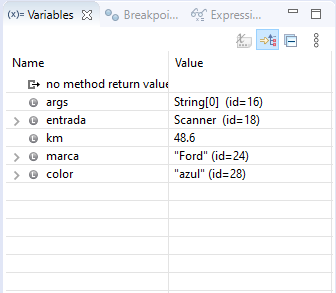 (x)= Variables Breakpoi... Expressi...
Name Value
no method return value
args String[0] (id=16)
entrada Scanner (id=18)
km 48.6
marca "Ford" (id=24)
color "azul" (id=28)